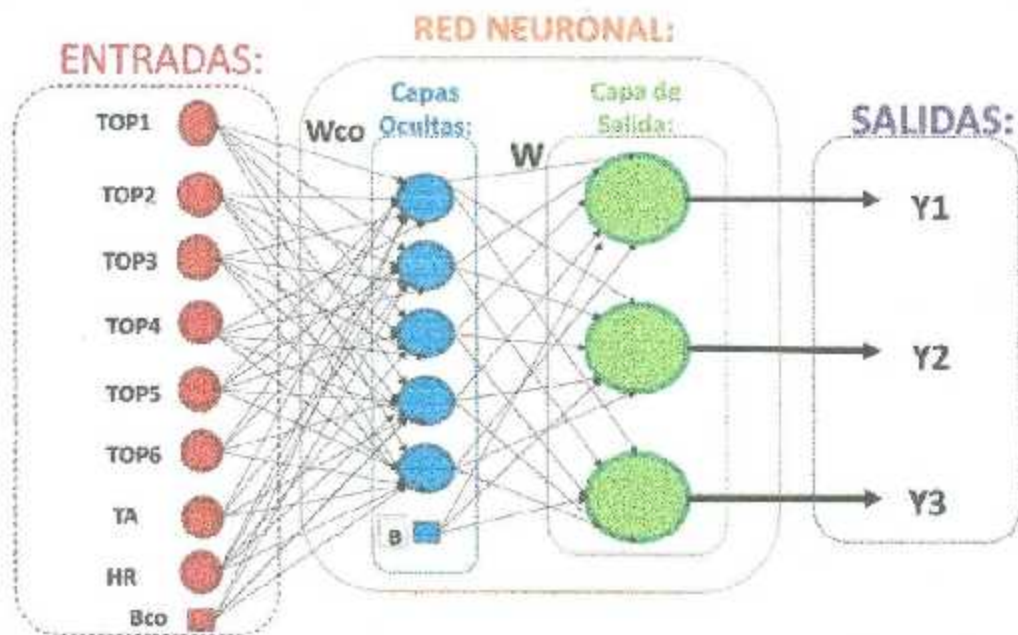 RED NEURONAL:
ENTRADAS:
Capas
Ocultas:
Capa de
Salida:
SALIDAS:
Wco
W
TOP1
TOP2
TOP3
TOP4
TOP5
TOP6
TA
HR
Bco
B
Y1
Y2
Y3